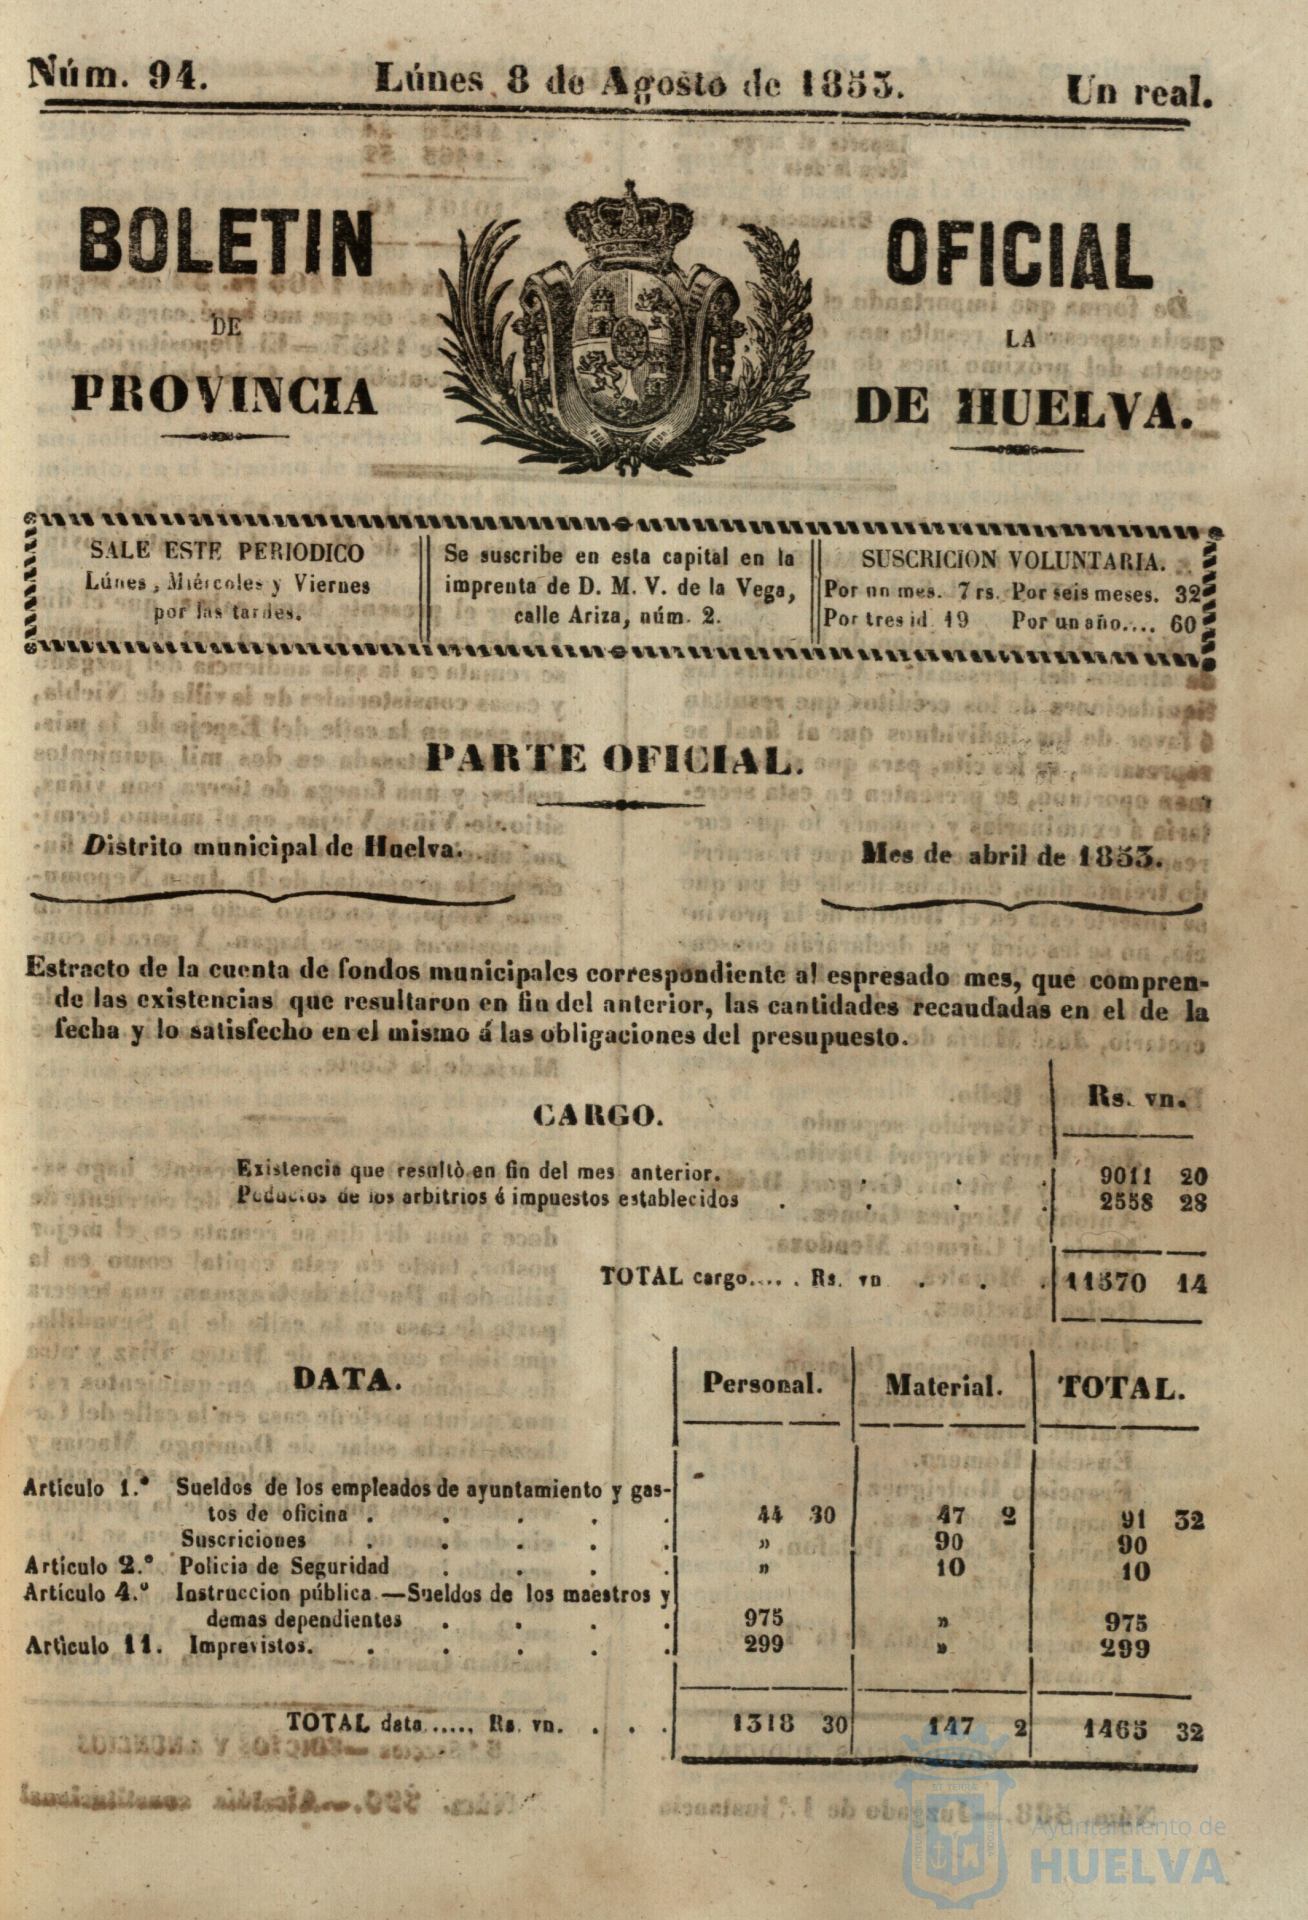 Núm. 94. Lúnes 8 de Agosto de 1853. Un real.
BOLETIN OFICIAL
DE LA
PROVINCIA DE HUELVA.
SALE ESTE PERIODICO
Lúnes, Miércoles y Viernes
por las tardes.
Se suscribe en esta capital en la
imprenta de D. M. V. de la Vega,
calle Ariza, núm. 2.
SUSCRICION VOLUNTARIA.
Por un mes. 7 rs. Por seis meses. 32
Por tres id. 19 Por un año.... 60
PARTE OFICIAL.
Distrito municipal de Huelva. Mes de abril de 1853.
Estracto de la cuenta de fondos municipales correspondiente al espresado mes, que compren-
de las existencias que resultaron en fin del anterior, las cantidades recaudadas en el de la
fecha y lo satisfecho en el mismo á las obligaciones del presupuesto.
Rs. vn.
CARGO.
Existencia que resultò en fin del mes anterior. . . . 9011 20
de los arbitrios é impuestos establecidos . . . . 2558 28
TOTAL cargo..... Rs. vn . . . 11570 14
DATA. Personal. Material. TOTAL.
Artículo 1.º Sueldos de los empleados de ayuntamiento y gas-
tos de oficina . . . . . 44 30 47 2 91 32
Suscriciones . . . . . » 90 90
Artículo 2.º Policia de Seguridad . . . . » 10 10
Artículo 4.º Instruccion pública.—Sueldos de los maestros y
demas dependientes . . . . 975 » 975
Artículo 11. Imprevistos. . . . . . 299 » 299
TOTAL data..... Rs. vn. . . . 1318 30 147 2 1465 32
Ayuntamiento de
HUELVA